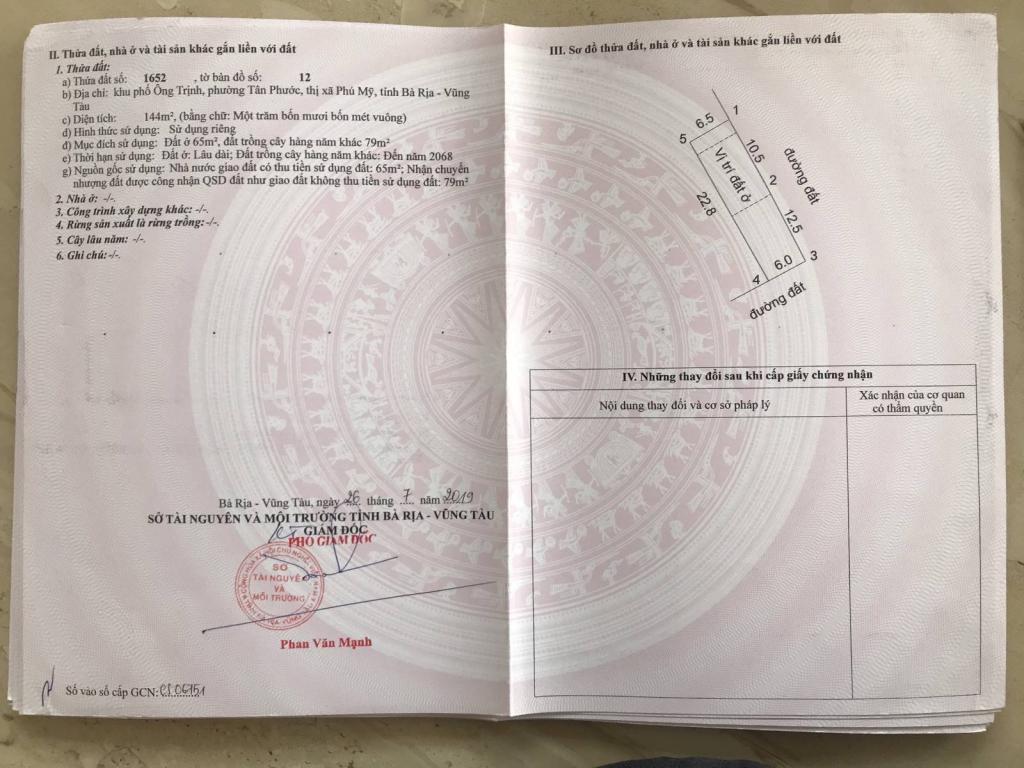 II. Thửa đất, nhà ở và tài sản khác gắn liền với đất
1. Thửa đất:
a) Thửa đất số: 1652 , tờ bản đồ số: 12
b) Địa chỉ: khu phố Ông Trịnh, phường Tân Phước, thị xã Phú Mỹ, tỉnh Bà Rịa - Vũng
Tàu
c) Diện tích: 144m², (bằng chữ: Một trăm bốn mươi bốn mét vuông)
d) Hình thức sử dụng: Sử dụng riêng
đ) Mục đích sử dụng: Đất ở 65m², đất trồng cây hàng năm khác 79m²
e) Thời hạn sử dụng: Đất ở: Lâu dài; Đất trồng cây hàng năm khác: Đến năm 2068
g) Nguồn gốc sử dụng: Nhà nước giao đất có thu tiền sử dụng đất: 65m²; Nhận chuyển
nhượng đất được công nhận QSD đất như giao đất không thu tiền sử dụng đất: 79m²
2. Nhà ở: -/-.
3. Công trình xây dựng khác: -/-.
4. Rừng sản xuất là rừng trồng: -/-.
5. Cây lâu năm: -/-.
6. Ghi chú: -/-.
Bà Rịa - Vũng Tàu, ngày 26 tháng 7 năm 2019
SỞ TÀI NGUYÊN VÀ MÔI TRƯỜNG TỈNH BÀ RỊA - VŨNG TÀU
KT GIÁM ĐỐC
PHÓ GIÁM ĐỐC
SỞ
TÀI NGUYÊN
VÀ
MÔI TRƯỜNG
Phan Văn Mạnh
Số vào sổ cấp GCN: CS 06151
III. Sơ đồ thửa đất, nhà ở và tài sản khác gắn liền với đất
1
6.5
5
10.5
Vị trí đất ở
đường đất
2
22.8
12.5
3
6.0
4
đường đất
IV. Những thay đổi sau khi cấp giấy chứng nhận
Nội dung thay đổi và cơ sở pháp lý
Xác nhận của cơ quan
có thẩm quyền